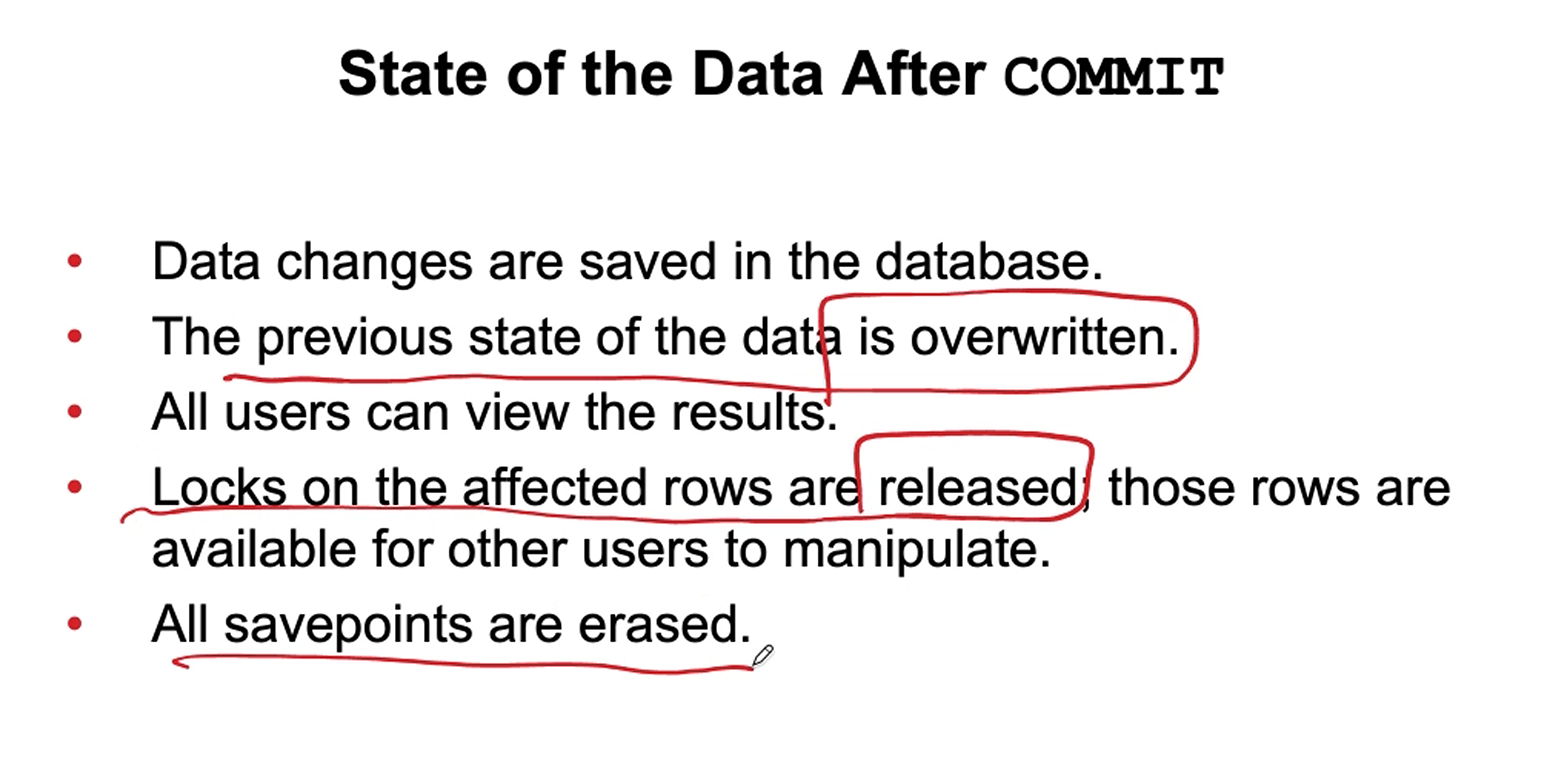 State of the Data After COMMIT
• Data changes are saved in the database.
• The previous state of the data is overwritten.
• All users can view the results.
• Locks on the affected rows are released; those rows are
available for other users to manipulate.
• All savepoints are erased.